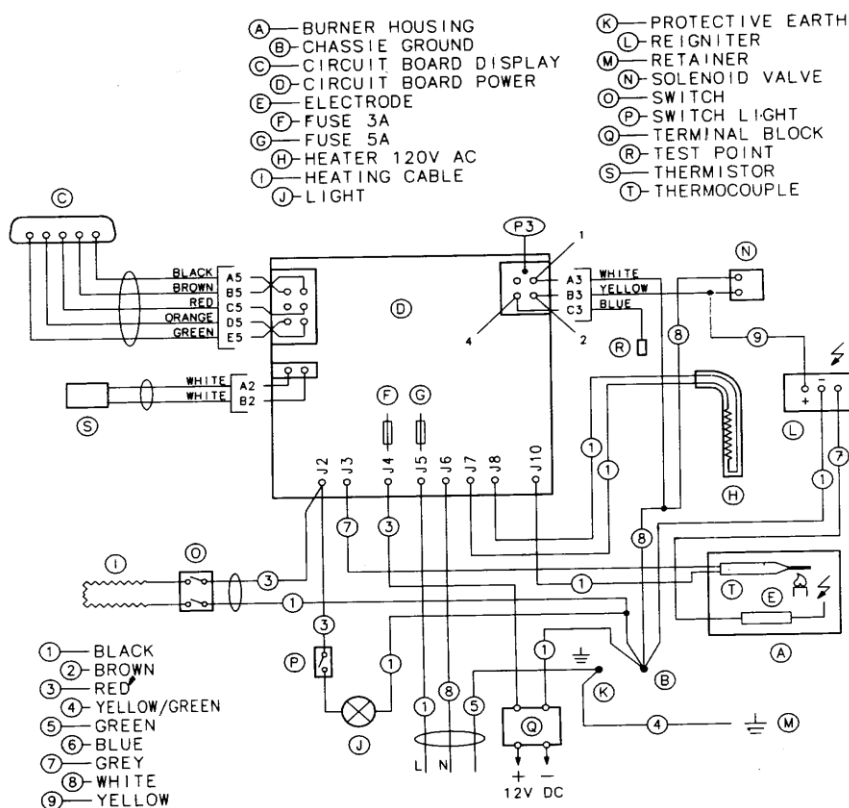 A BURNER HOUSING
B CHASSIE GROUND
C CIRCUIT BOARD DISPLAY
D CIRCUIT BOARD POWER
E ELECTRODE
F FUSE 3A
G FUSE 5A
H HEATER 120V AC
I HEATING CABLE
J LIGHT
K PROTECTIVE EARTH
L REIGNITER
M RETAINER
N SOLENOID VALVE
O SWITCH
P SWITCH LIGHT
Q TERMINAL BLOCK
R TEST POINT
S THERMISTOR
T THERMOCOUPLE
C
BLACK A5
BROWN B5
RED C5
ORANGE D5
GREEN E5
WHITE A2
WHITE B2
S
D
P3
1
4
2
A3 WHITE
B3 YELLOW
C3 BLUE
R
N
8
9
+ -
L
F G
J2 J3 J4 J5 J6 J7 J8 J10
1 1
H
1 7
7 3 8
I O
3
1
1
T
E
A
3
P
J
1
1 8 5
L N
1
Q
+ -
12V DC
K B
4
M
1 BLACK
2 BROWN
3 RED
4 YELLOW/GREEN
5 GREEN
6 BLUE
7 GREY
8 WHITE
9 YELLOW